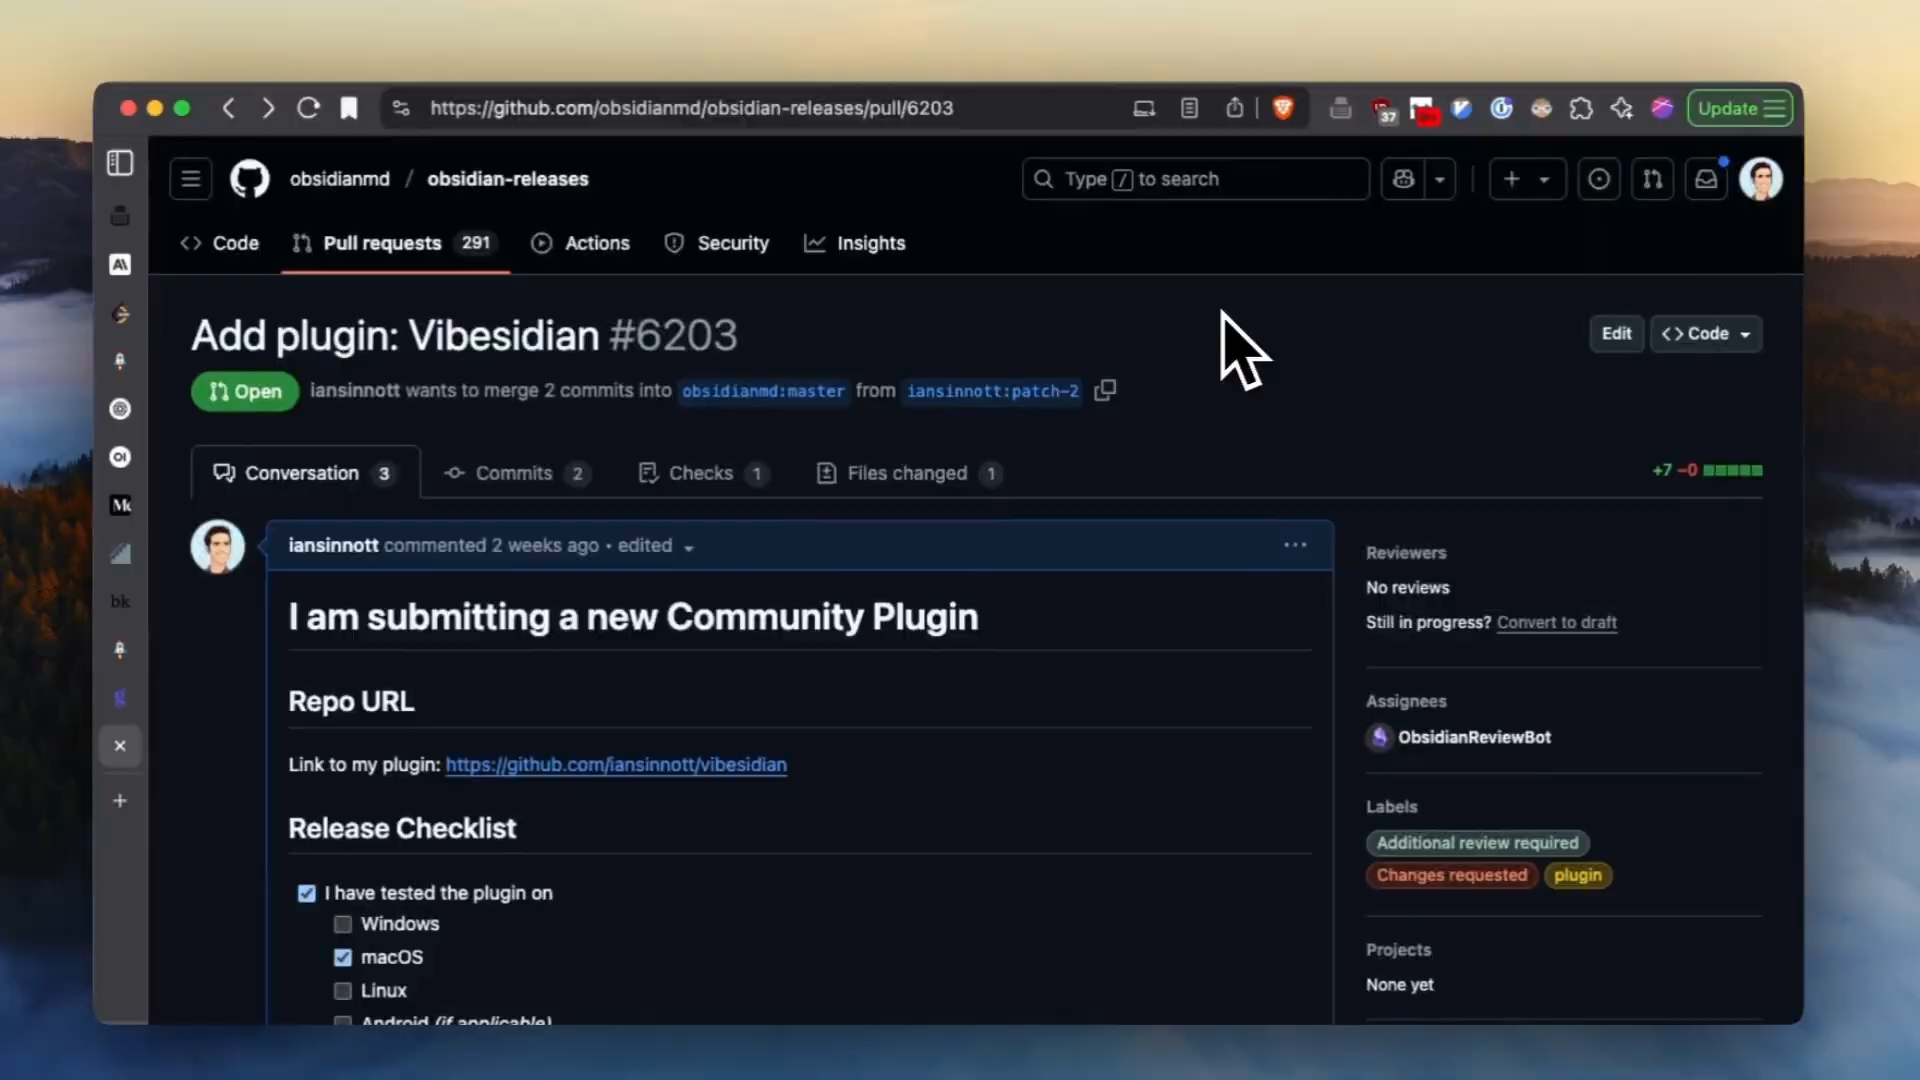 https://github.com/obsidianmd/obsidian-releases/pull/6203
37
Update
obsidianmd / obsidian-releases
Type / to search
Code
Pull requests 291
Actions
Security
Insights
Add plugin: Vibesidian #6203
Edit
<> Code
Open
iansinnott wants to merge 2 commits into obsidianmd:master from iansinnott:patch-2
Conversation 3
Commits 2
Checks 1
Files changed 1
+7 −0
iansinnott commented 2 weeks ago • edited
I am submitting a new Community Plugin
Repo URL
Link to my plugin: https://github.com/iansinnott/vibesidian
Release Checklist
I have tested the plugin on
Windows
macOS
Linux
Android (if applicable)
Reviewers
No reviews
Still in progress? Convert to draft
Assignees
ObsidianReviewBot
Labels
Additional review required
Changes requested
plugin
Projects
None yet
bk